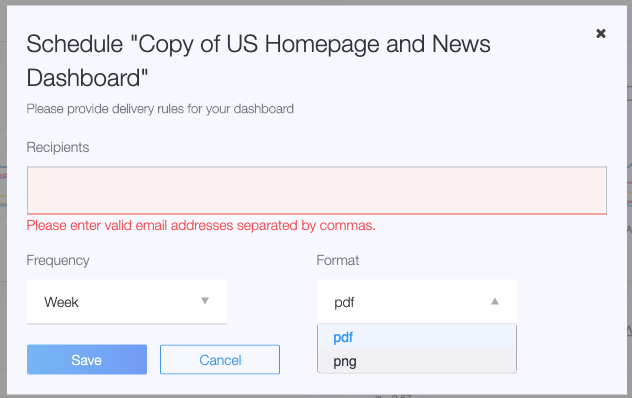 Schedule "Copy of US Homepage and News
Dashboard"
Please provide delivery rules for your dashboard
Recipients
Please enter valid email addresses separated by commas.
Frequency
Format
Week
pdf
pdf
png
Save
Cancel